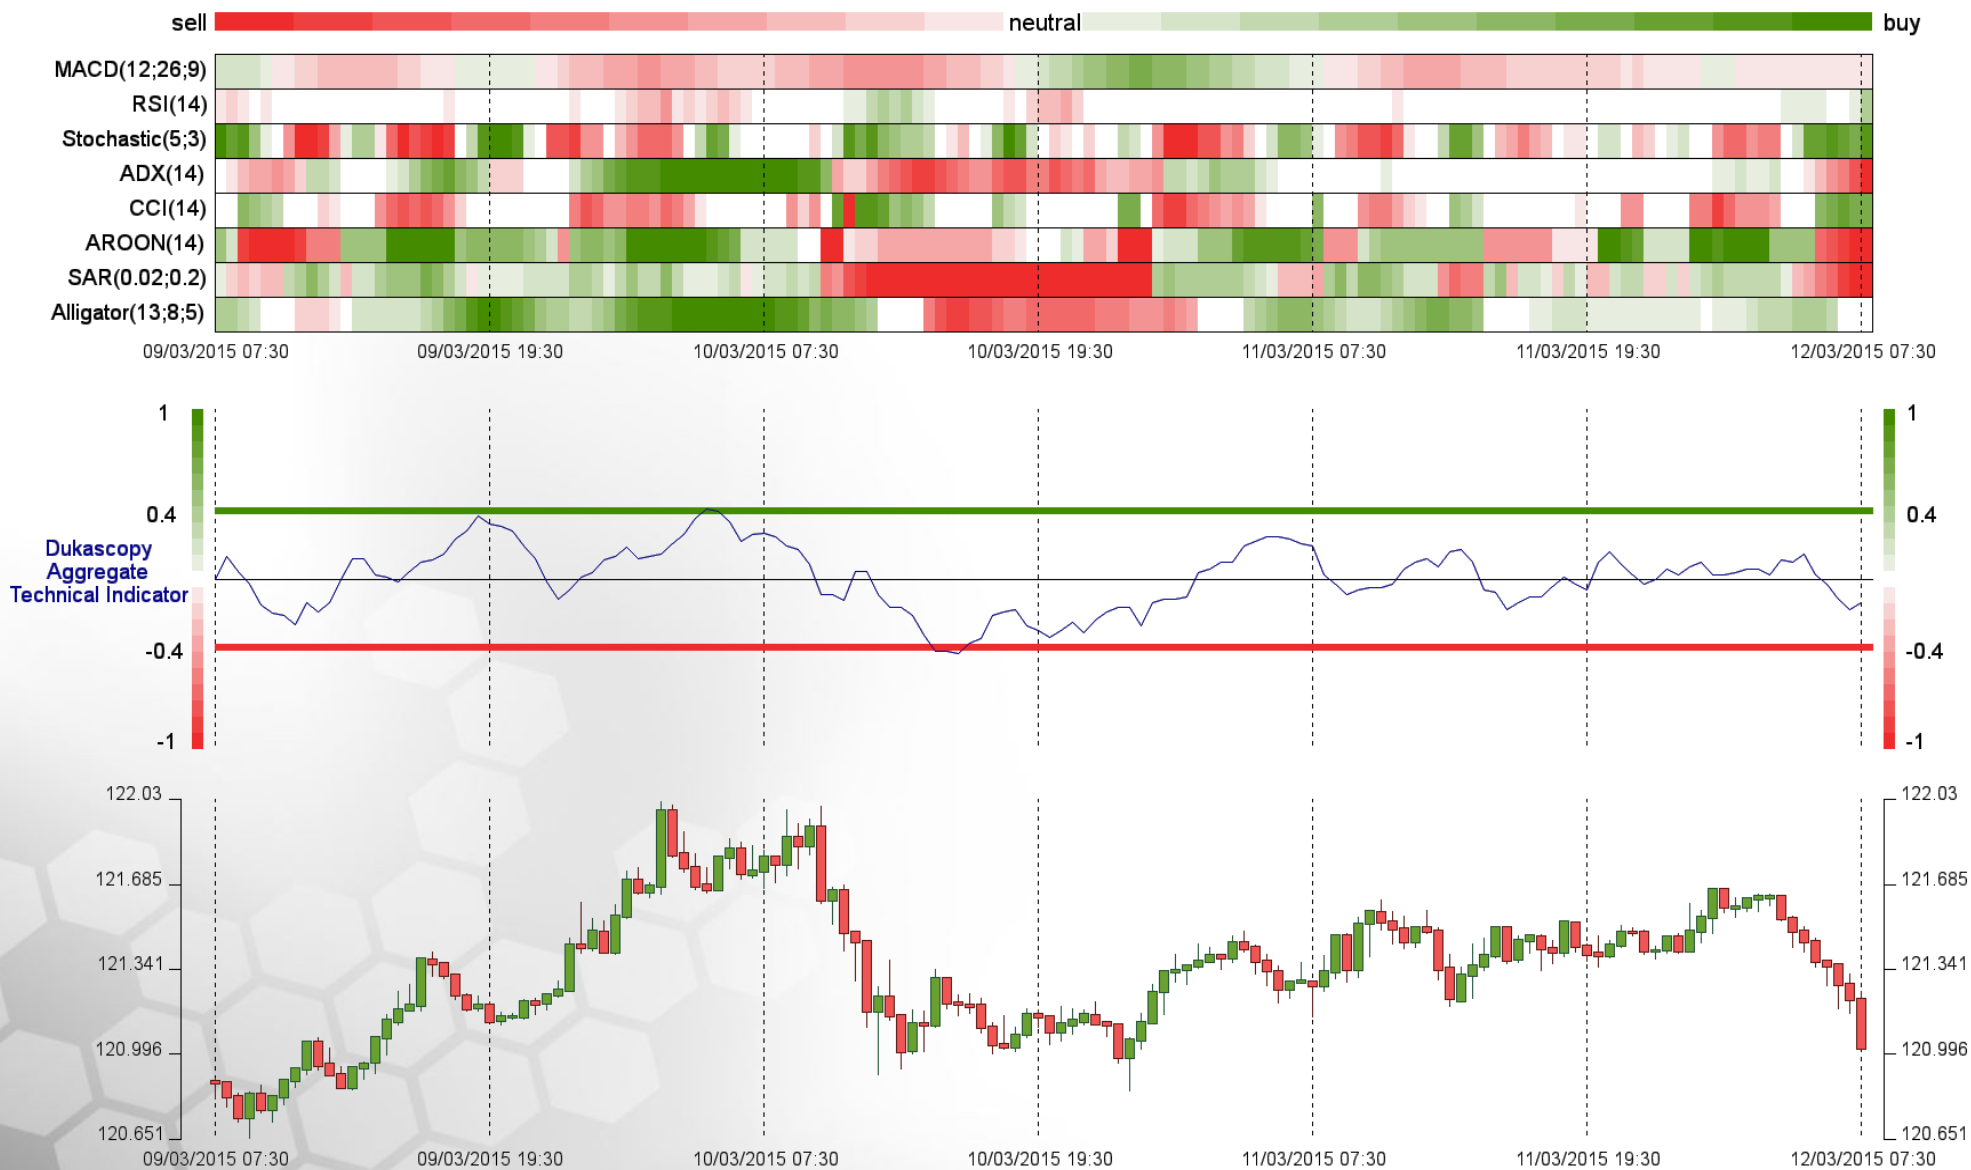 sell neutral buy
MACD(12;26;9)
RSI(14)
Stochastic(5;3)
ADX(14)
CCI(14)
AROON(14)
SAR(0.02;0.2)
Alligator(13;8;5)
09/03/2015 07:30 09/03/2015 19:30 10/03/2015 07:30 10/03/2015 19:30 11/03/2015 07:30 11/03/2015 19:30 12/03/2015 07:30
1 1
0.4 0.4
Dukascopy
Aggregate
Technical Indicator
-0.4 -0.4
-1 -1
122.03 122.03
121.685 121.685
121.341 121.341
120.996 120.996
120.651 120.651
09/03/2015 07:30 09/03/2015 19:30 10/03/2015 07:30 10/03/2015 19:30 11/03/2015 07:30 11/03/2015 19:30 12/03/2015 07:30